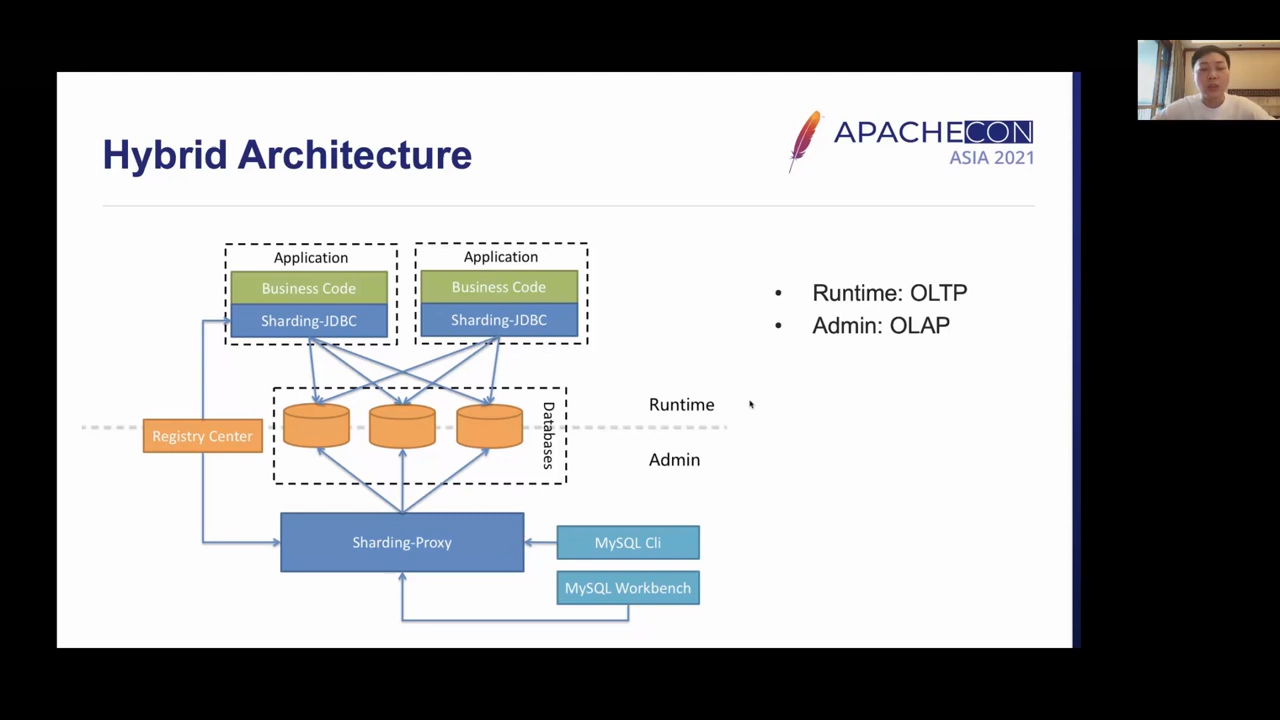 Hybrid Architecture
APACHECON
ASIA 2021
Application
Business Code
Sharding-JDBC
Application
Business Code
Sharding-JDBC
Runtime: OLTP
Admin: OLAP
Databases
Registry Center
Runtime
Admin
Sharding-Proxy
MySQL Cli
MySQL Workbench